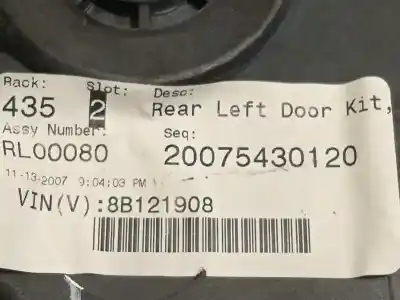 Rack: Slot: Desc:
435 2 Rear Left Door Kit,
Assy Number: Seq:
RL00080 20075430120
11-13-2007 9:04:03 PM
VIN(V):8B121908